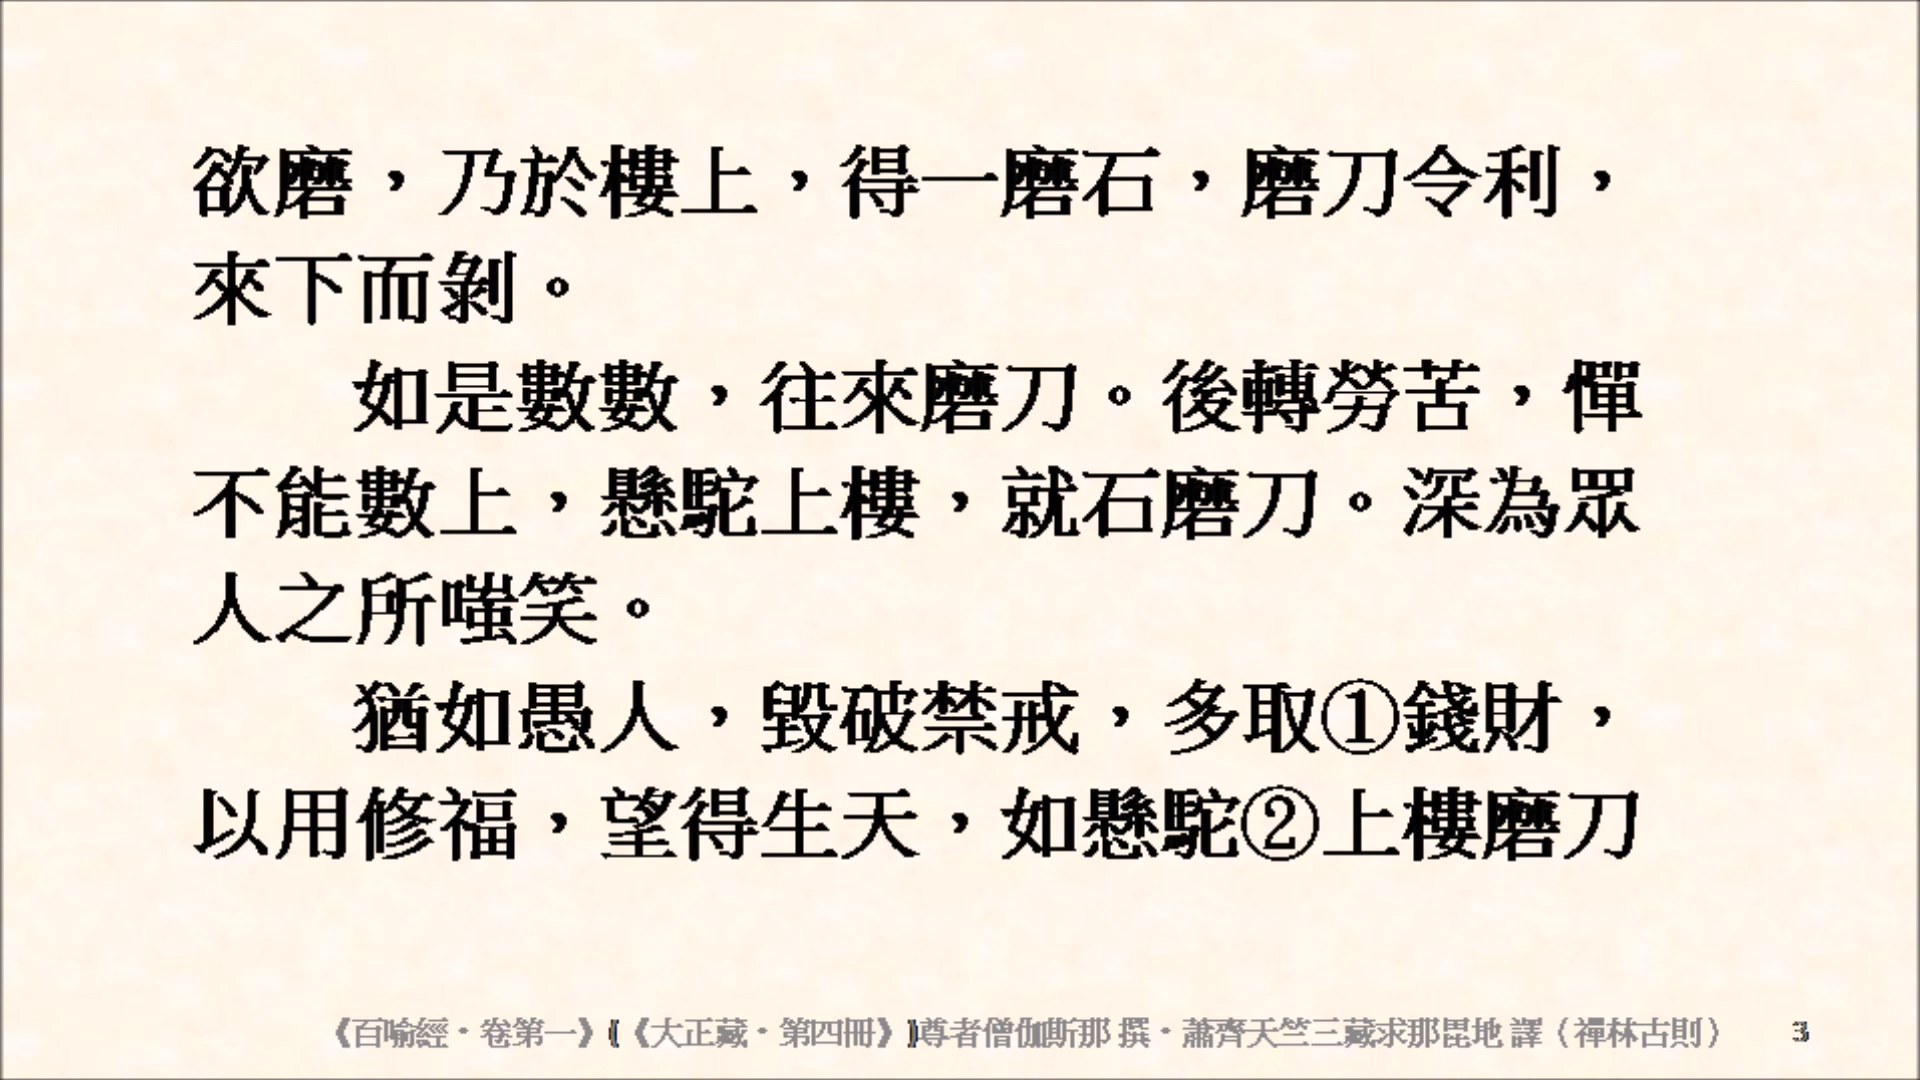 欲磨，乃於樓上，得一磨石，磨刀令利，
來下而剝。
如是數數，往來磨刀。後轉勞苦，憚
不能數上，懸駝上樓，就石磨刀。深為眾
人之所嗤笑。
猶如愚人，毀破禁戒，多取①錢財，
以用修福，望得生天，如懸駝②上樓磨刀
《百喻經・卷第一》(《大正藏・第四冊》)尊者僧伽斯那 撰・蕭齊天竺三藏求那毘地 譯（禪林古則） 3